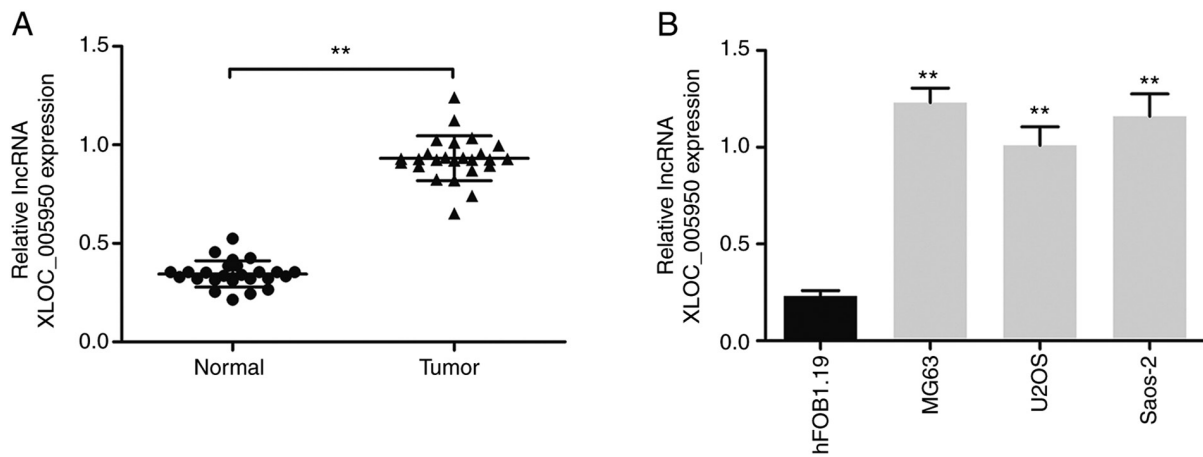 A
Relative lncRNA
XLOC_005950 expression
1.5
1.0
0.5
0.0
**
Normal
Tumor
B
Relative lncRNA
XLOC_005950 expression
1.5
1.0
0.5
0.0
**
**
**
hFOB1.19
MG63
U2OS
Saos-2